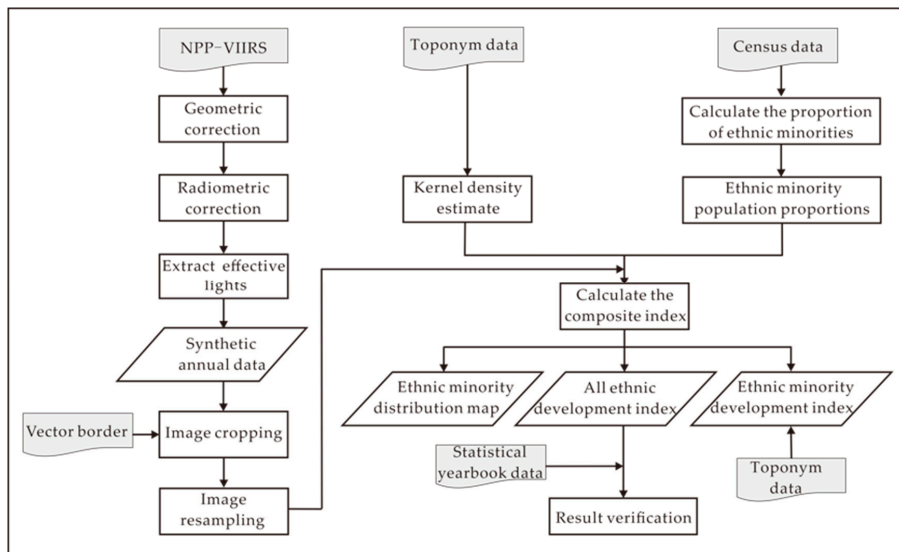 NPP-VIIRS
Geometric
correction
Radiometric
correction
Extract effective
lights
Synthetic
annual data
Vector border
Image cropping
Image
resampling
Toponym data
Kernel density
estimate
Census data
Calculate the proportion
of ethnic minorities
Ethnic minority
population proportions
Calculate the
composite index
Ethnic minority
distribution map
All ethnic
development index
Ethnic minority
development index
Statistical
yearbook data
Toponym
data
Result verification